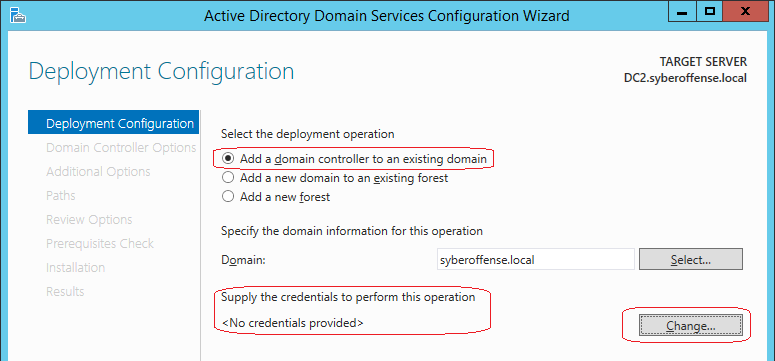 Active Directory Domain Services Configuration Wizard
Deployment Configuration
TARGET SERVER
DC2.syberoffense.local
Deployment Configuration
Domain Controller Options
Additional Options
Paths
Review Options
Prerequisites Check
Installation
Results
Select the deployment operation
Add a domain controller to an existing domain
Add a new domain to an existing forest
Add a new forest
Specify the domain information for this operation
Domain:
syberoffense.local
Select...
Supply the credentials to perform this operation
<No credentials provided>
Change...